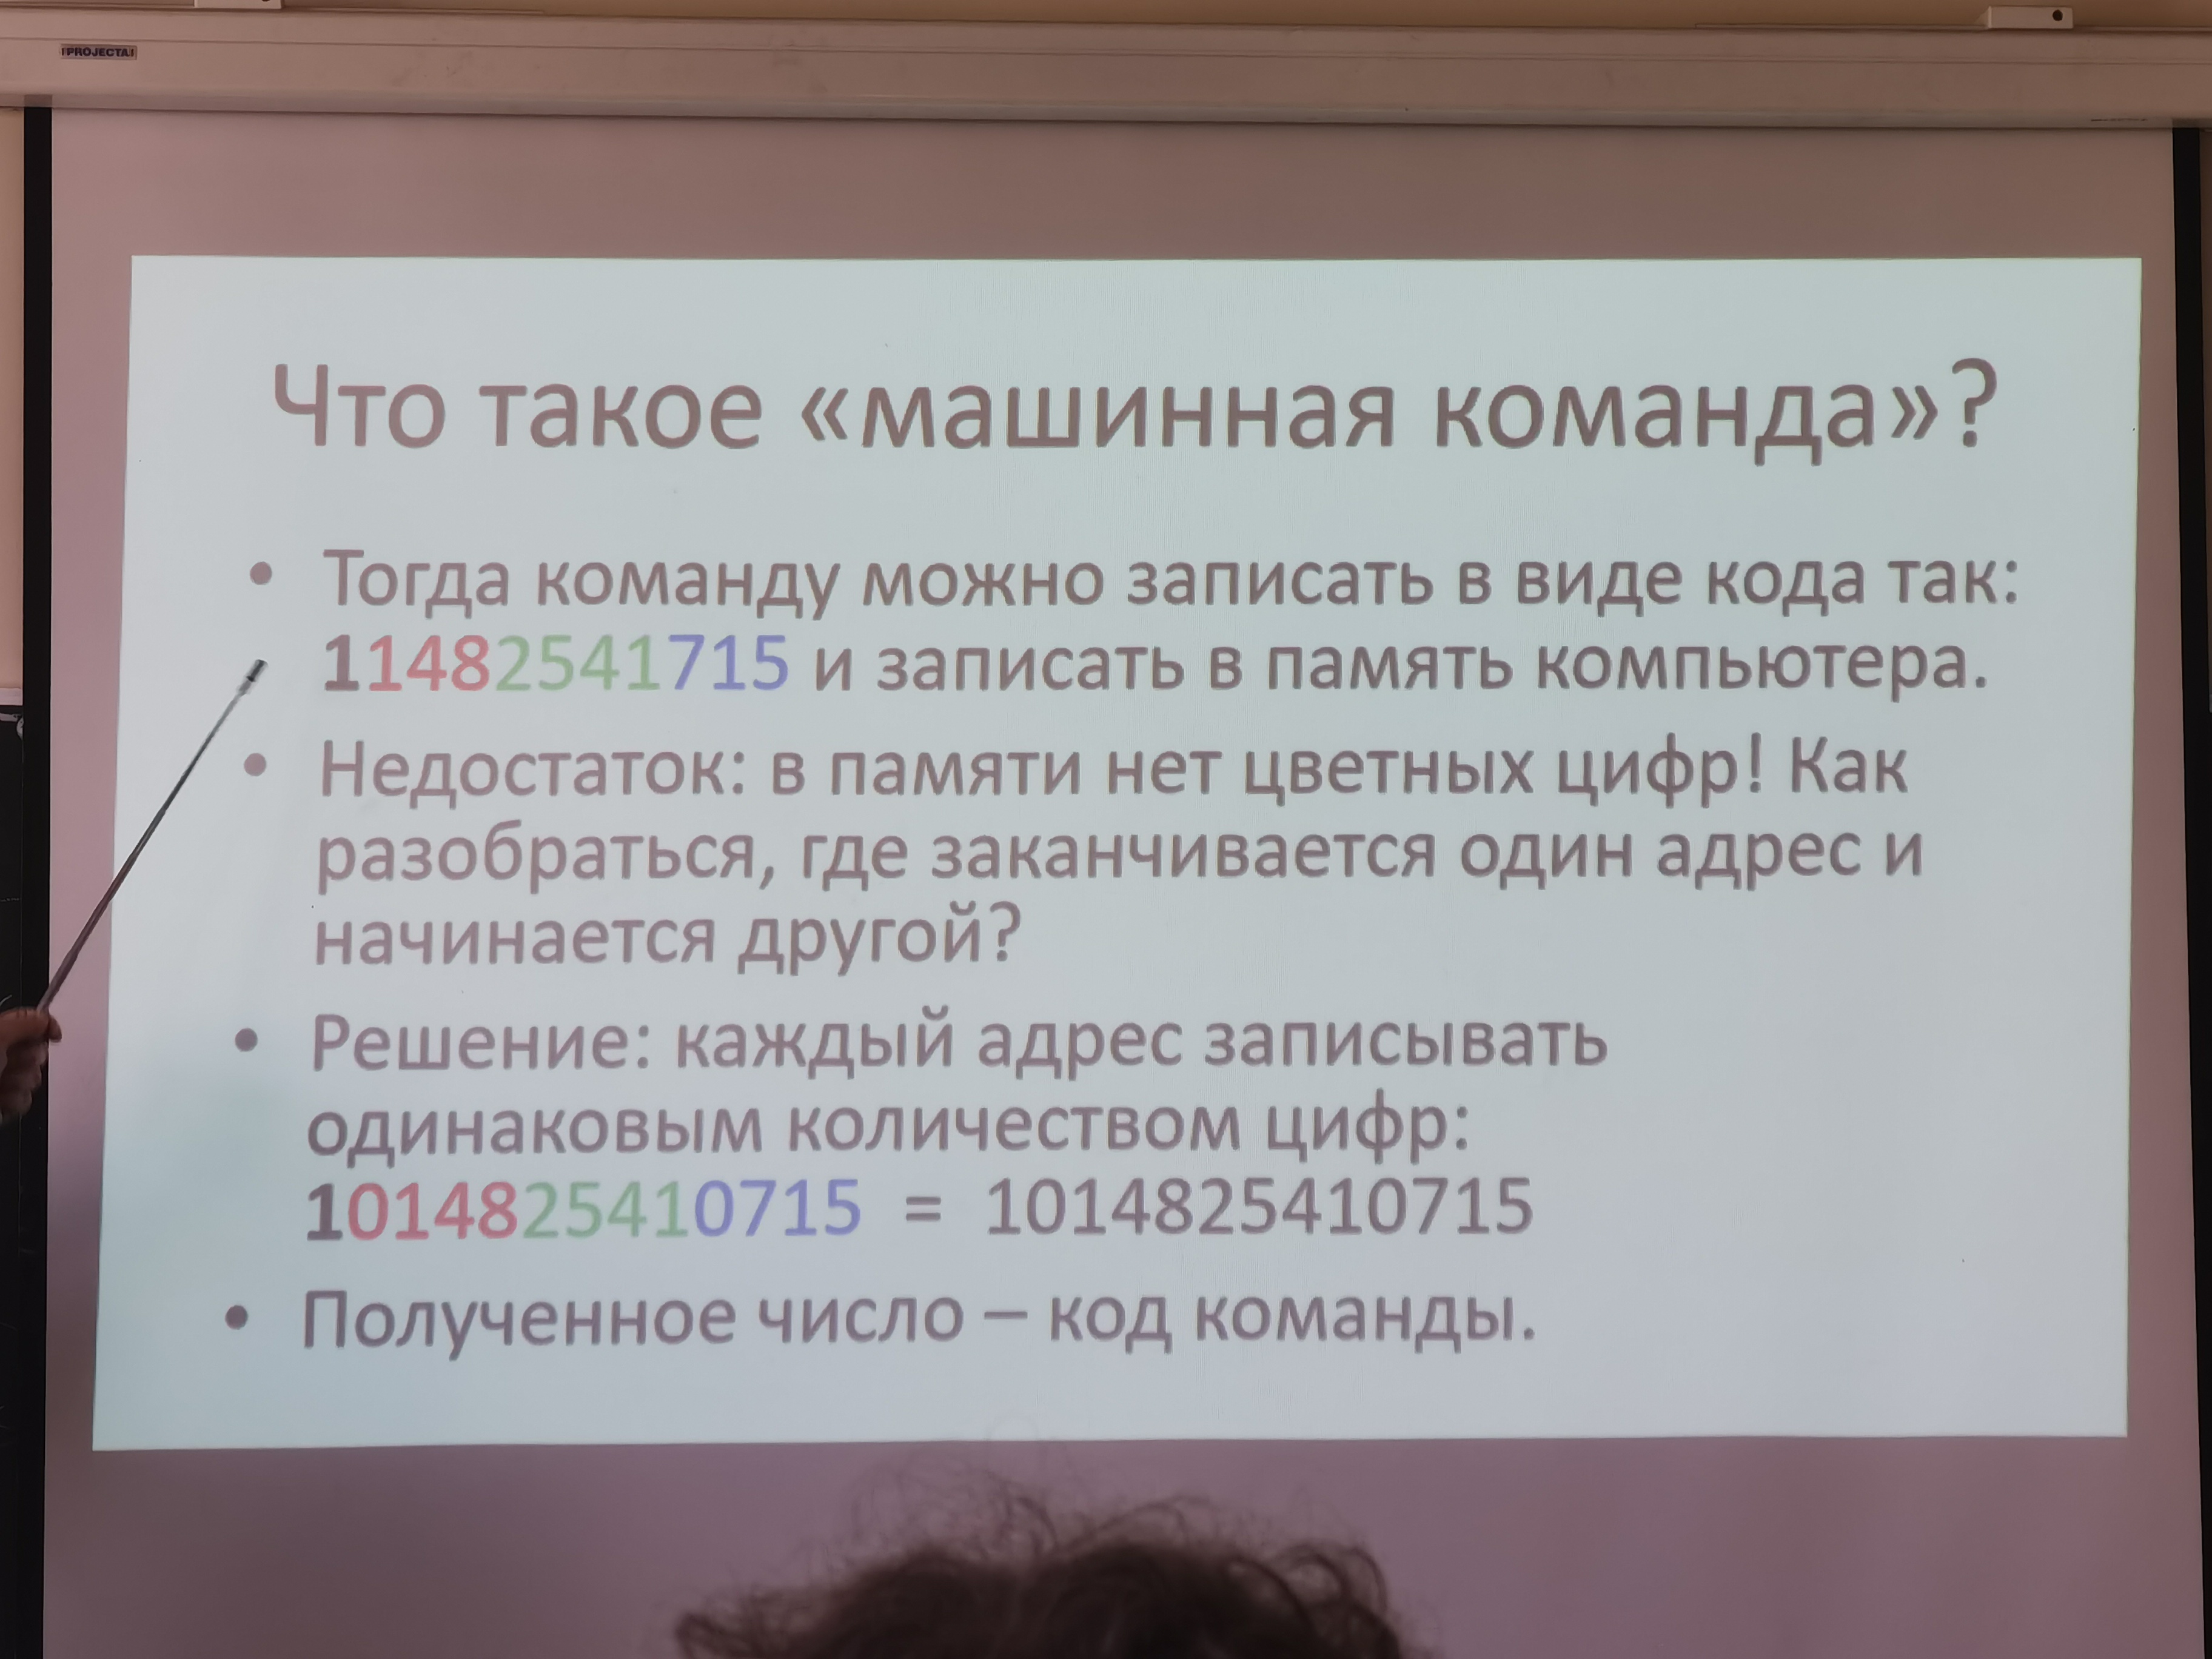 PROJECTA
Что такое «машинная команда»?
• Тогда команду можно записать в виде кода так:
11482541715 и записать в память компьютера.
• Недостаток: в памяти нет цветных цифр! Как
разобраться, где заканчивается один адрес и
начинается другой?
• Решение: каждый адрес записывать
одинаковым количеством цифр:
1014825410715 = 1014825410715
• Полученное число – код команды.